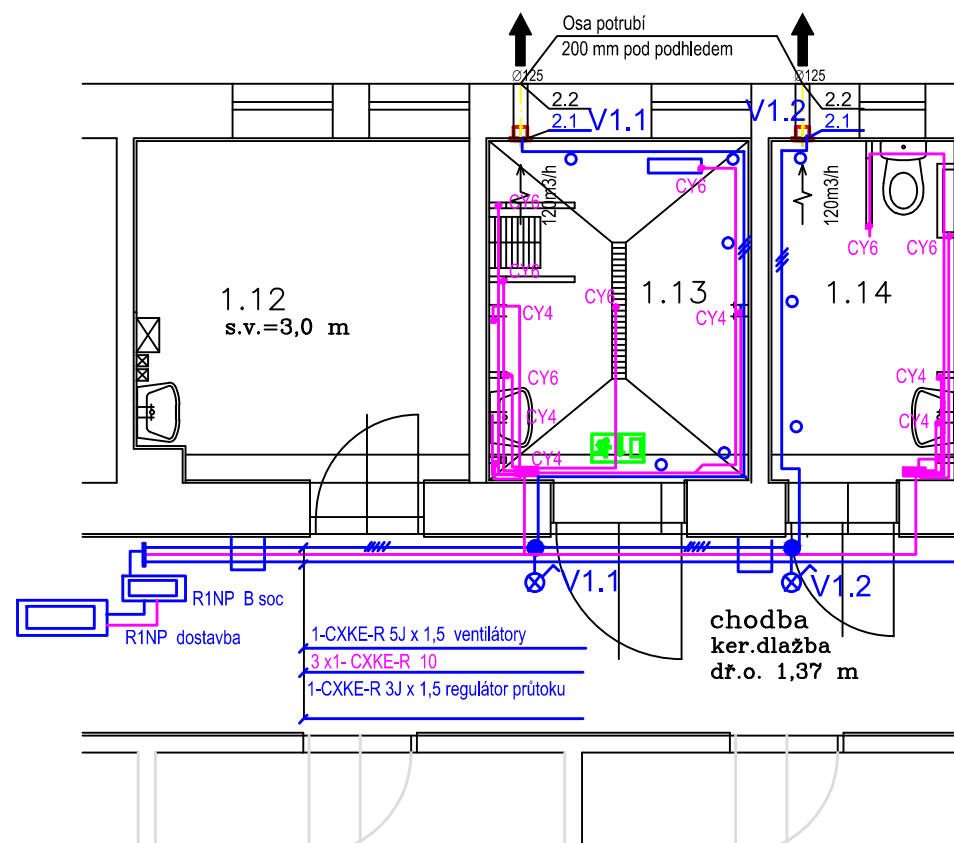 Osa potrubí
200 mm pod podhledem
Ø125
Ø125
2.2
2.1
V1.1
V1.2
2.2
2.1
120m3/h
120m3/h
CY6
CY6
CY6
CY6
CY6
1.12
s.v.=3,0 m
CY6
CY4
CY6
1.13
CY4
1.14
CY6
CY4
CY4
CY4
CY4
V1.1
V1.2
R1NP B soc
R1NP dostavba
chodba
ker.dlažba
dř.o. 1,37 m
1-CXKE-R 5J x 1,5 ventilátory
3 x1- CXKE-R 10
1-CXKE-R 3J x 1,5 regulátor průtoku